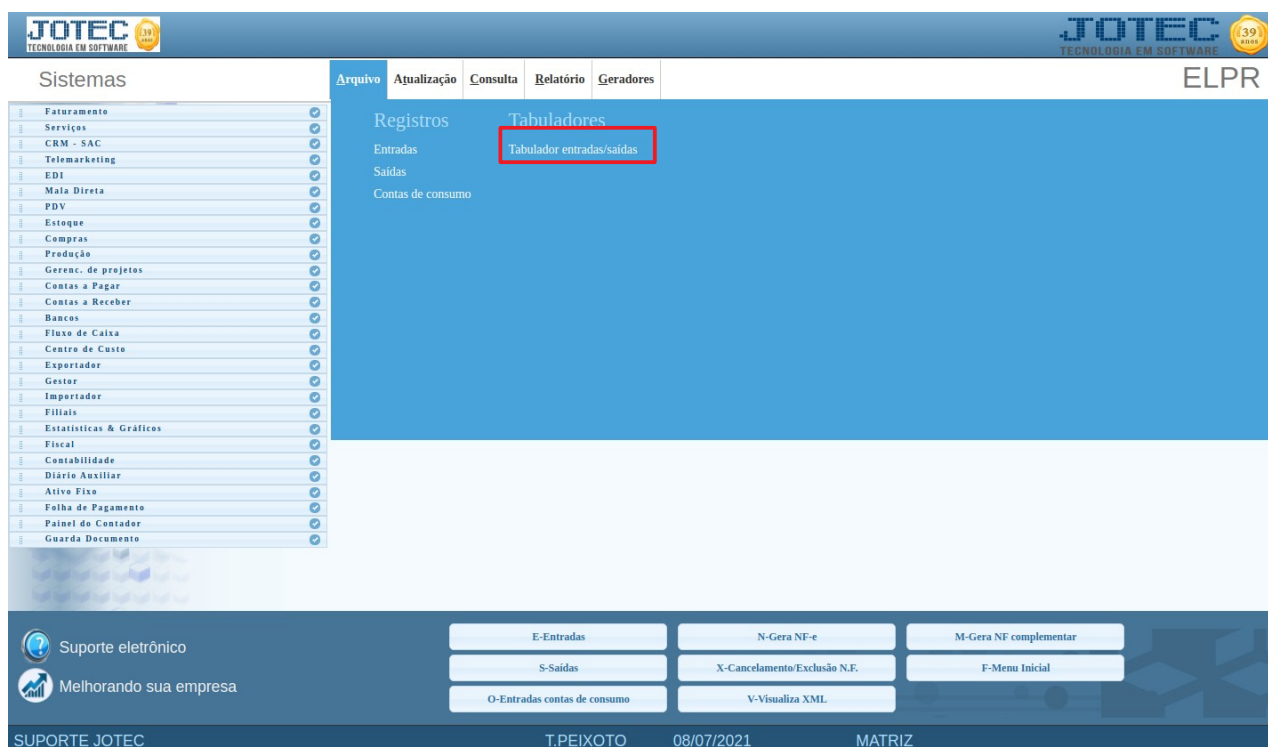 JOTEC 39 anos
TECNOLOGIA EM SOFTWARE
JOTEC 39 anos
TECNOLOGIA EM SOFTWARE
Sistemas
Arquivo Atualização Consulta Relatório Geradores
ELPR
Faturamento
Serviços
CRM - SAC
Telemarketing
EDI
Mala Direta
PDV
Estoque
Compras
Produção
Gerenc. de projetos
Contas a Pagar
Contas a Receber
Bancos
Fluxo de Caixa
Centro de Custo
Exportador
Gestor
Importador
Filiais
Estatísticas & Gráficos
Fiscal
Contabilidade
Diário Auxiliar
Ativo Fixo
Folha de Pagamento
Painel do Contador
Guarda Documento
Registros
Entradas
Saídas
Contas de consumo
Tabuladores
Tabulador entradas/saídas
Suporte eletrônico
Melhorando sua empresa
E-Entradas
N-Gera NF-e
M-Gera NF complementar
S-Saídas
X-Cancelamento/Exclusão N.F.
F-Menu Inicial
O-Entradas contas de consumo
V-Visualiza XML
SUPORTE JOTEC T.PEIXOTO 08/07/2021 MATRIZ